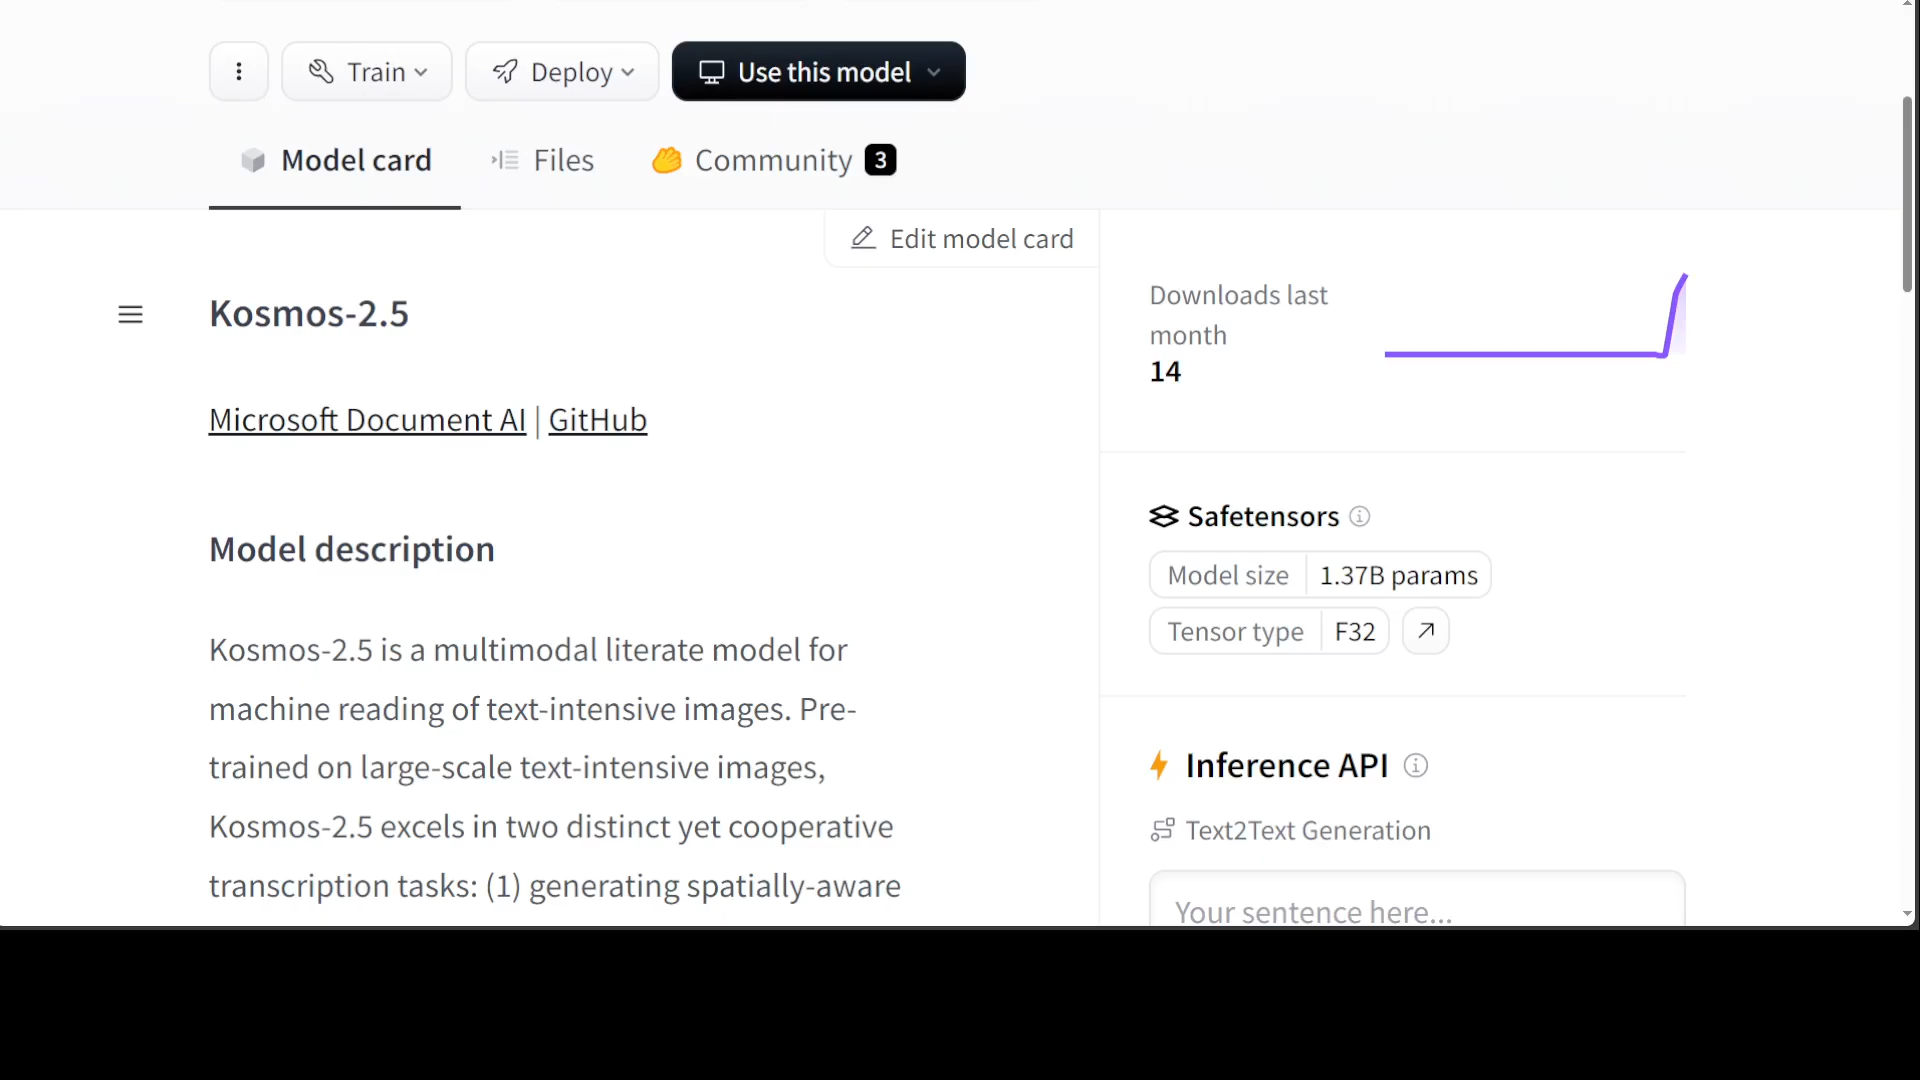 Train
Deploy
Use this model
Model card
Files
Community 3
Edit model card
Kosmos-2.5
Microsoft Document AI | GitHub
Model description
Kosmos-2.5 is a multimodal literate model for
machine reading of text-intensive images. Pre-
trained on large-scale text-intensive images,
Kosmos-2.5 excels in two distinct yet cooperative
transcription tasks: (1) generating spatially-aware
Downloads last
month
14
Safetensors
Model size 1.37B params
Tensor type F32
Inference API
Text2Text Generation
Your sentence here...